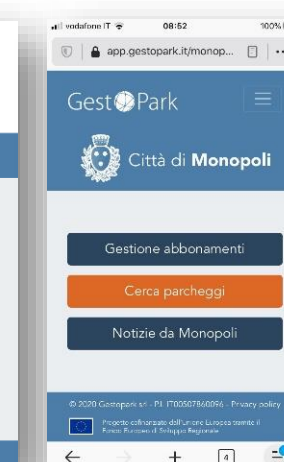 vodafone IT 08:52 100%
app.gestopark.it/monop... ...
Gest Park
Città di Monopoli
Gestione abbonamenti
Cerca parcheggi
Notizie da Monopoli
© 2020 Gestopark srl - P.I. IT00507860096 - Privacy policy
Progetto cofinanziato dall'Unione Europea tramite il
Fondo Europeo di Sviluppo Regionale
4